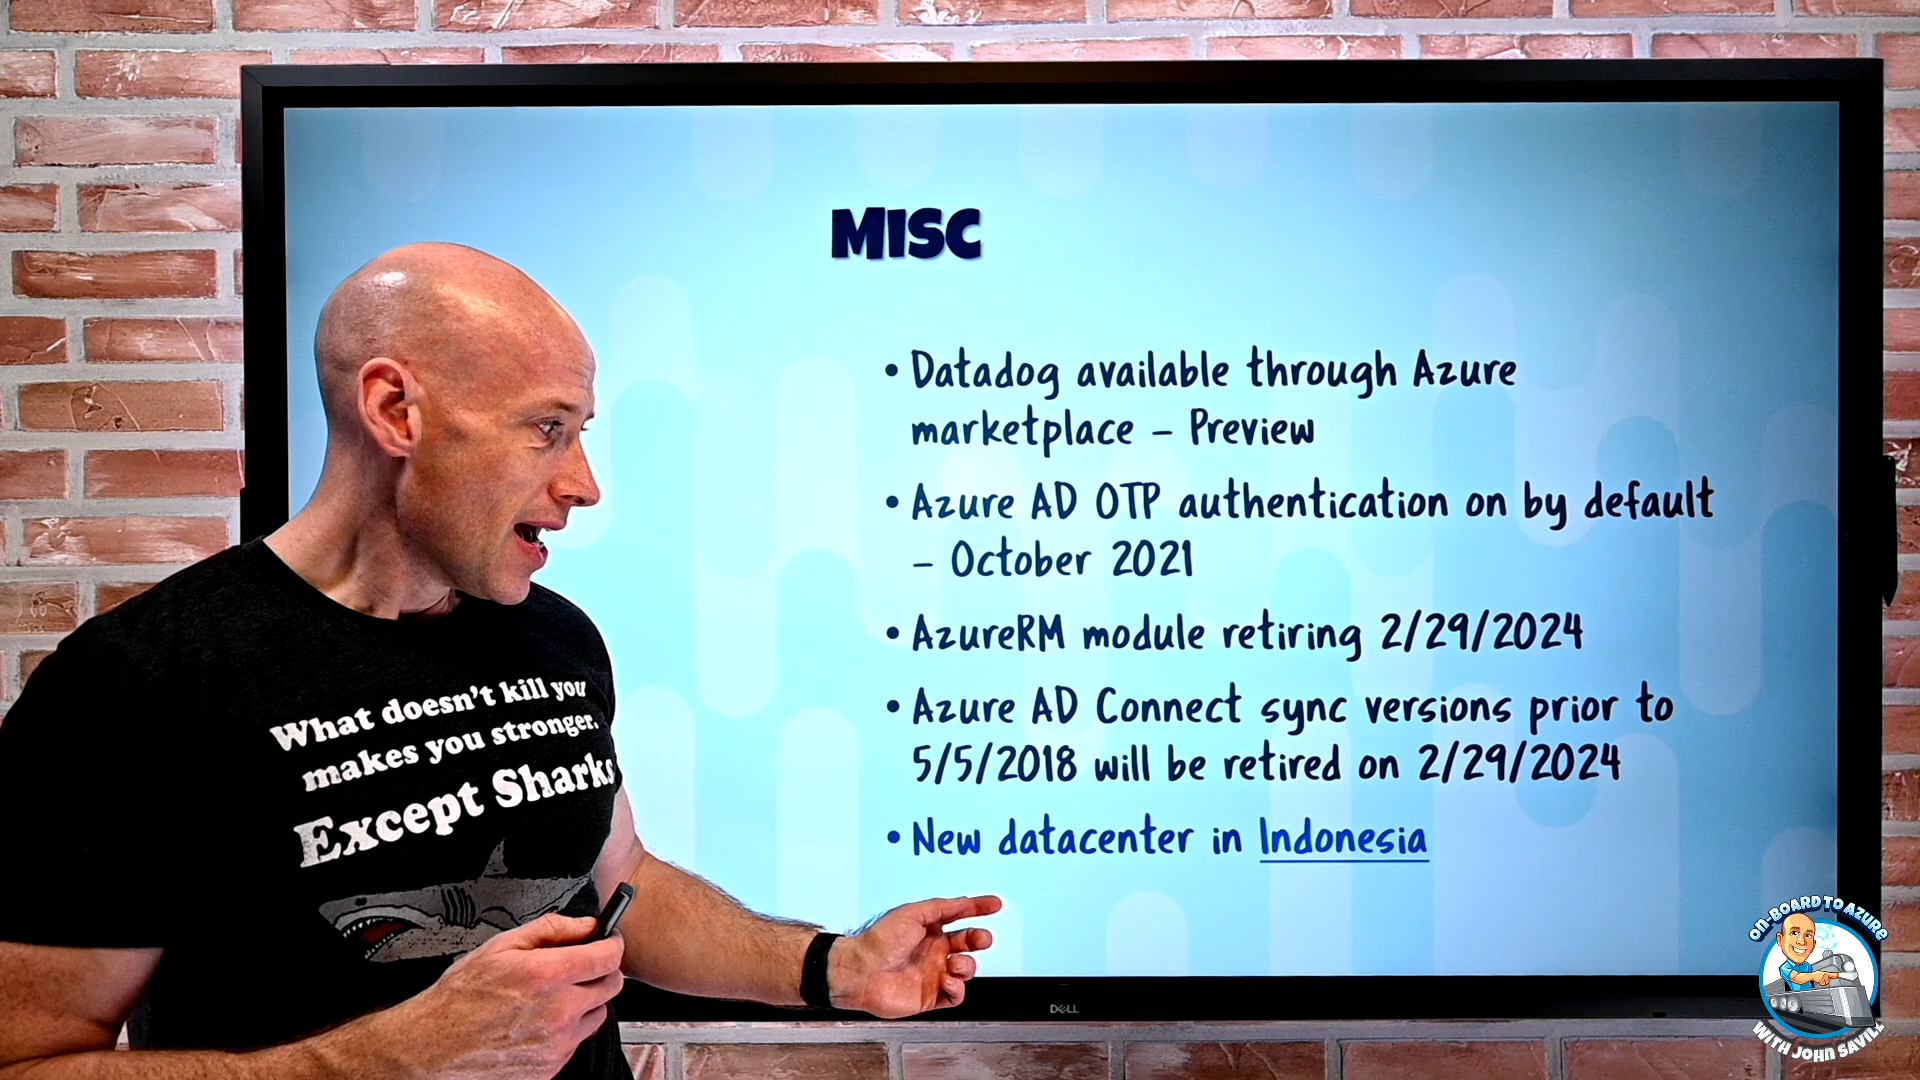 MISC
• Datadog available through Azure
marketplace – Preview
• Azure AD OTP authentication on by default
– October 2021
• AzureRM module retiring 2/29/2024
• Azure AD Connect sync versions prior to
5/5/2018 will be retired on 2/29/2024
• New datacenter in Indonesia
What doesn't kill you
makes you stronger.
Except Sharks
DELL
ON-BOARD TO AZURE
WITH JOHN SAVILL